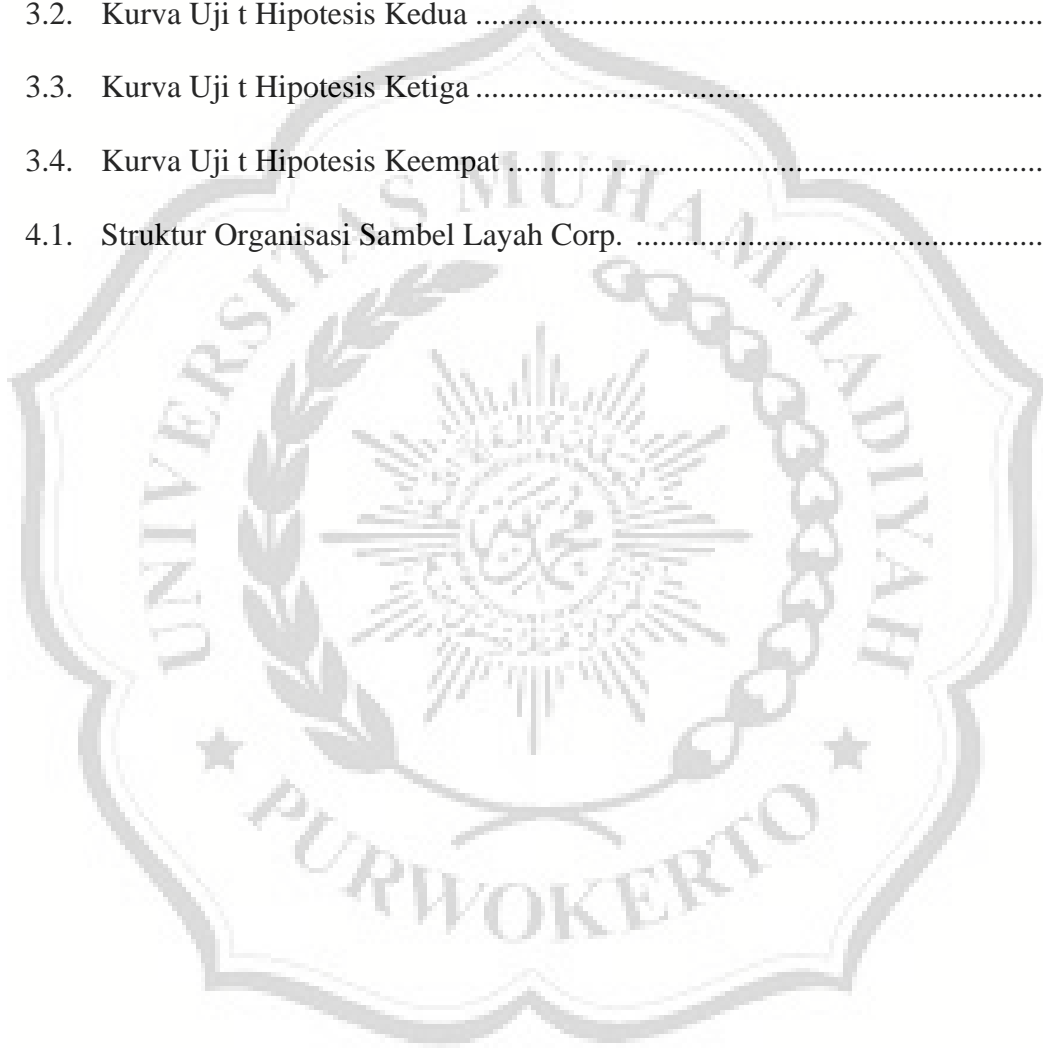 3.2. Kurva Uji t Hipotesis Kedua ......................................................................
3.3. Kurva Uji t Hipotesis Ketiga ......................................................................
3.4. Kurva Uji t Hipotesis Keempat ..................................................................
4.1. Struktur Organisasi Sambel Layah Corp. ..................................................
UNIVERSITAS MUHAMMADIYAH
PURWOKERTO